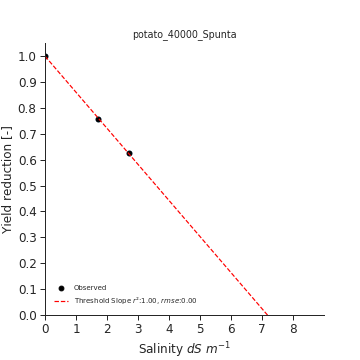 potato_40000_Spunta
Yield reduction [-]
1.0
0.9
0.8
0.7
0.6
0.5
0.4
0.3
0.2
0.1
0.0
Observed
Threshold Slope r²:1.00, rmse:0.00
0 1 2 3 4 5 6 7 8
Salinity dS m⁻¹